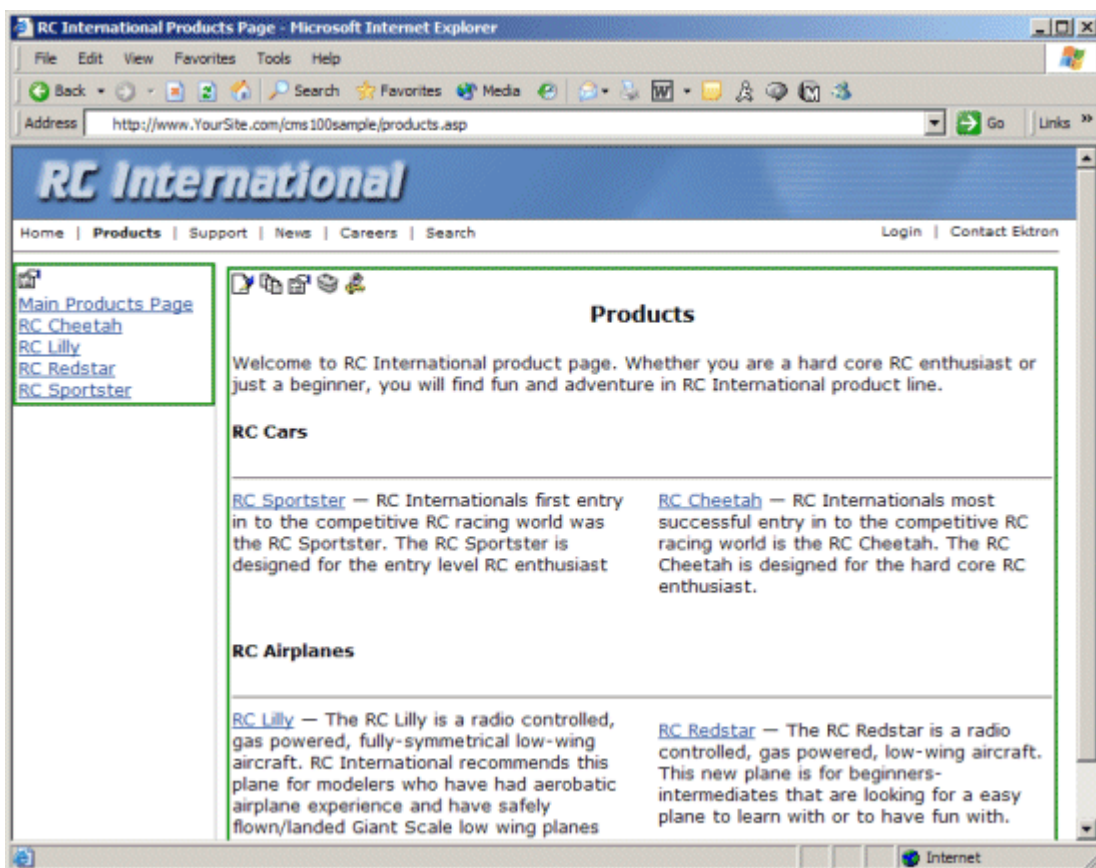 RC International Products Page - Microsoft Internet Explorer
File Edit View Favorites Tools Help
Back Search Favorites Media
Address http://www.YourSite.com/cms100sample/products.asp Go Links »
RC International
Home | Products | Support | News | Careers | Search Login | Contact Ektron
Main Products Page
RC Cheetah
RC Lilly
RC Redstar
RC Sportster
Products
Welcome to RC International product page. Whether you are a hard core RC enthusiast or
just a beginner, you will find fun and adventure in RC International product line.
RC Cars
RC Sportster — RC Internationals first entry
in to the competitive RC racing world was
the RC Sportster. The RC Sportster is
designed for the entry level RC enthusiast
RC Cheetah — RC Internationals most
successful entry in to the competitive RC
racing world is the RC Cheetah. The RC
Cheetah is designed for the hard core RC
enthusiast.
RC Airplanes
RC Lilly — The RC Lilly is a radio controlled,
gas powered, fully-symmetrical low-wing
aircraft. RC International recommends this
plane for modelers who have had aerobatic
airplane experience and have safely
flown/landed Giant Scale low wing planes
RC Redstar — The RC Redstar is a radio
controlled, gas powered, low-wing aircraft.
This new plane is for beginners-
intermediates that are looking for a easy
plane to learn with or to have fun with.
Internet